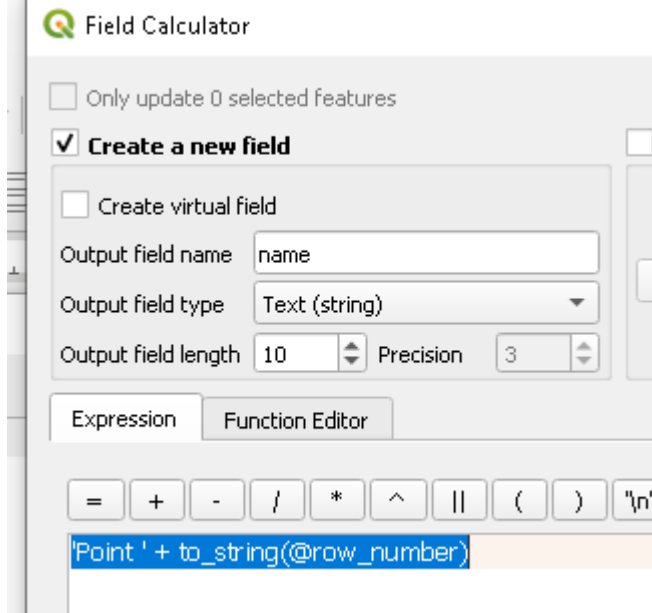 Field Calculator
Only update 0 selected features
Create a new field
Create virtual field
Output field name name
Output field type Text (string)
Output field length 10 Precision 3
Expression Function Editor
= + - / * ^ || ( ) '\n'
'Point ' + to_string(@row_number)